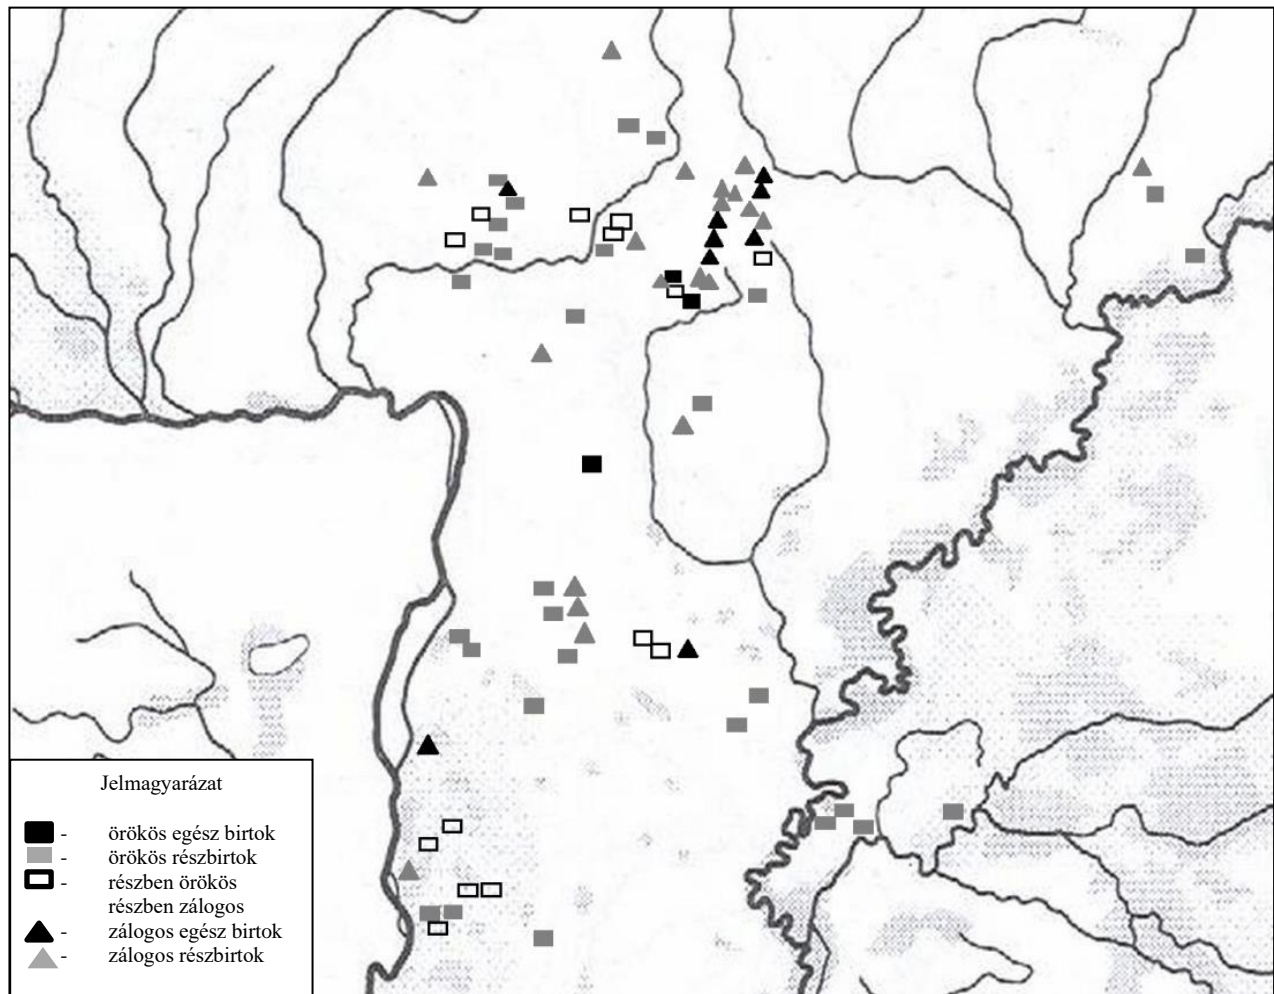 Jelmagyarázat
- örökös egész birtok
- örökös részbirtok
- részben örökös
részben zálogos
- zálogos egész birtok
- zálogos részbirtok